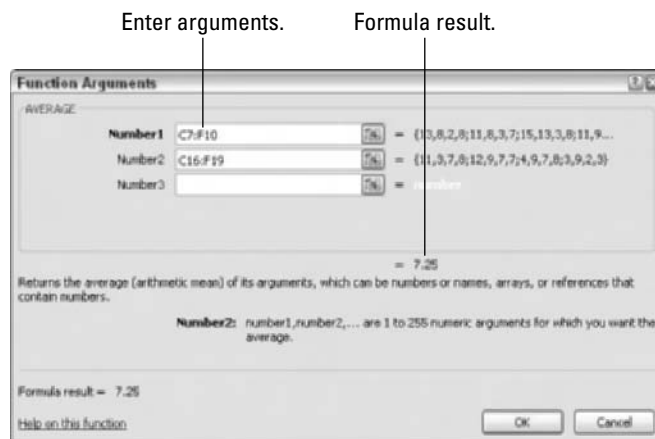 Enter arguments. Formula result.
Function Arguments
AVERAGE
Number1 C7:F10 = {13,8,2,8;11,8,3,7;15,13,3,8;11,9...
Number2 C16:F19 = {11,3,7,8;12,9,7,7;4,9,7,8;3,9,2,3}
Number3 = number
= 7.25
Returns the average (arithmetic mean) of its arguments, which can be numbers or names, arrays, or references that
contain numbers.
Number2: number1,number2,... are 1 to 255 numeric arguments for which you want the
average.
Formula result = 7.25
Help on this function OK Cancel